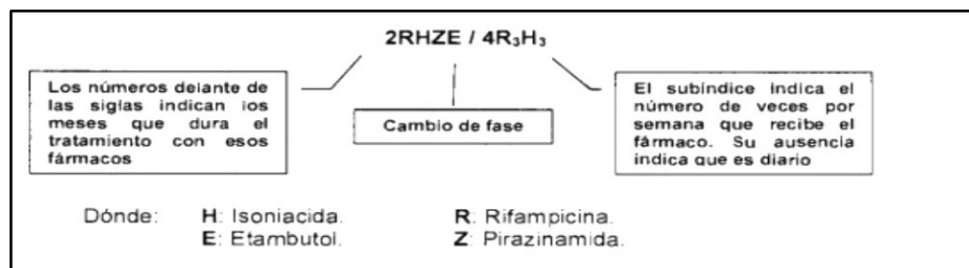 2RHZE / 4R₃H₃
Los números delante de
las siglas indican los
meses que dura el
tratamiento con esos
fármacos
Cambio de fase
El subíndice indica el
número de veces por
semana que recibe el
fármaco. Su ausencia
indica que es diario
Dónde: H: Isoniacida. R: Rifampicina.
E: Etambutol. Z: Pirazinamida.